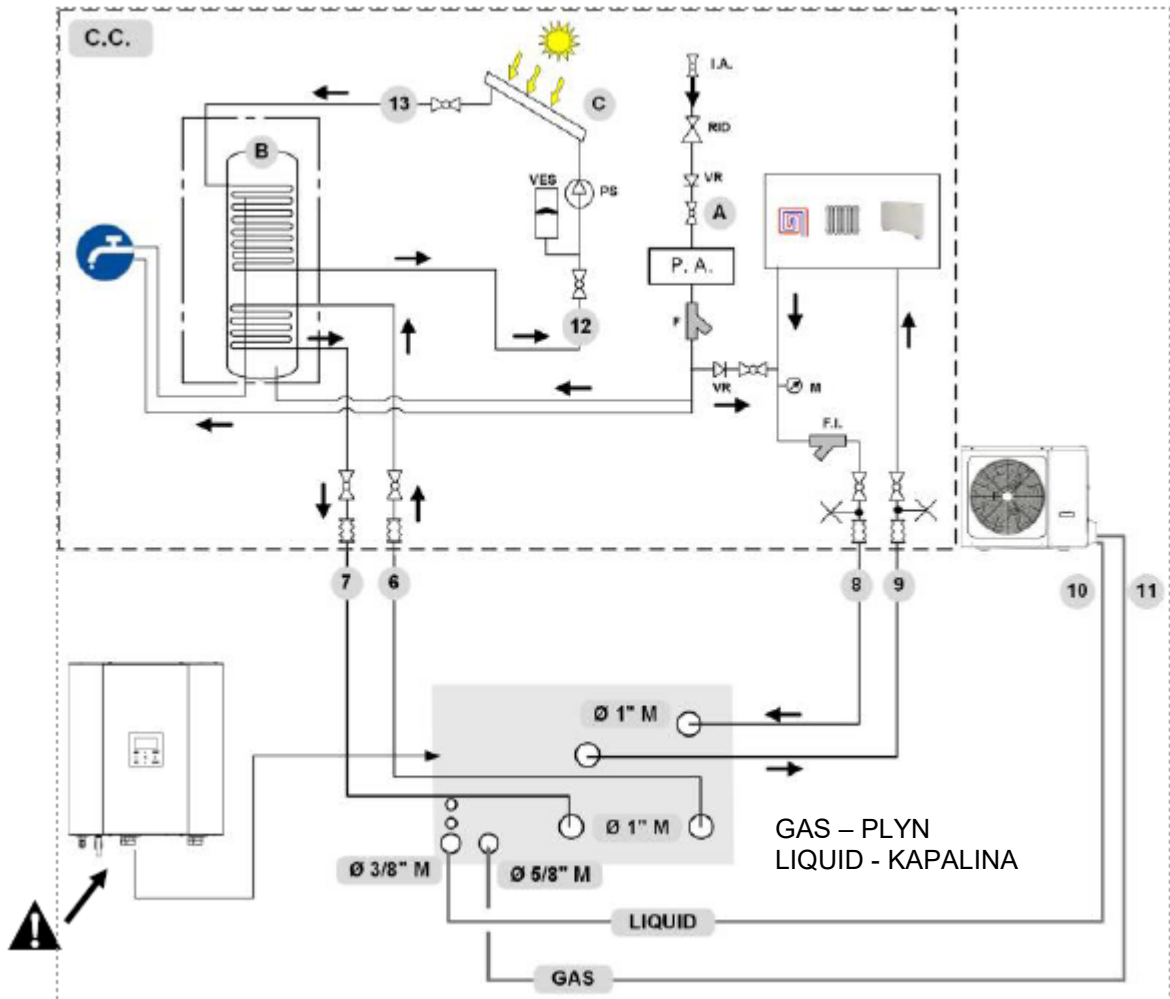 C.C.
I.A.
13
C
RID
B
VES
PS
VR
A
P. A.
12
F
VR
M
F.I.
7
6
8
9
10
11
Ø 1" M
Ø 1" M
GAS – PLYN
LIQUID - KAPALINA
Ø 3/8" M
Ø 5/8" M
LIQUID
GAS